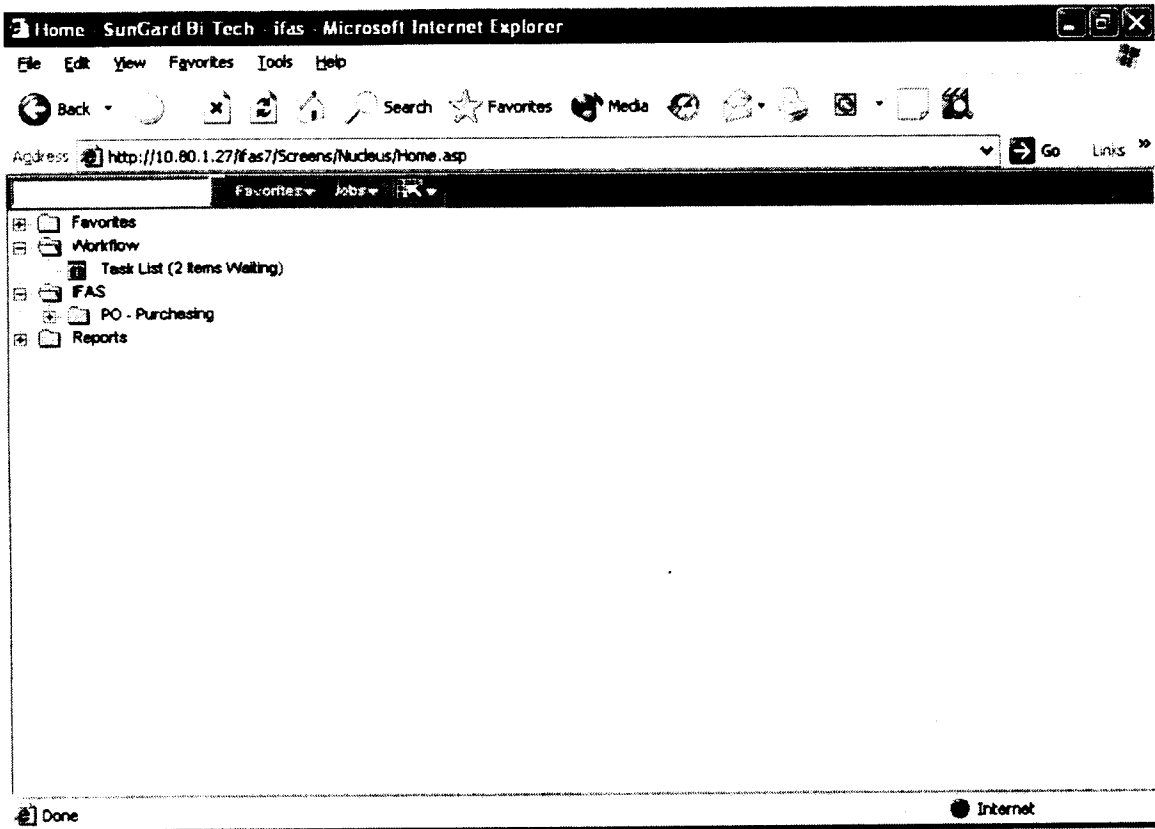 Home - SunGard Bi Tech - ifas - Microsoft Internet Explorer
File Edit View Favorites Tools Help
Back Search Favorites Media
Address http://10.80.1.27/ifas7/Screens/Nucleus/Home.asp Go Links »
Favorites Jobs
Favorites
Workflow
Task List (2 Items Waiting)
IFAS
PO - Purchasing
Reports
Done Internet